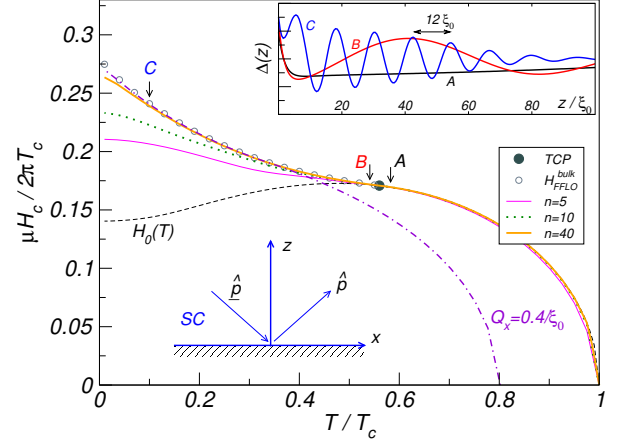 μH_c / 2πT_c
0.3
0.25
0.2
0.15
0.1
0.05
0
0
0.2
0.4
0.6
0.8
1
T / T_c
C
B
A
H_0(T)
Q_x=0.4/ξ_0
SC
z
x
p̂
p̂
TCP
H_FFLO^bulk
n=5
n=10
n=40
Δ(z)
C
B
A
12 ξ_0
20
40
60
80
z / ξ_0